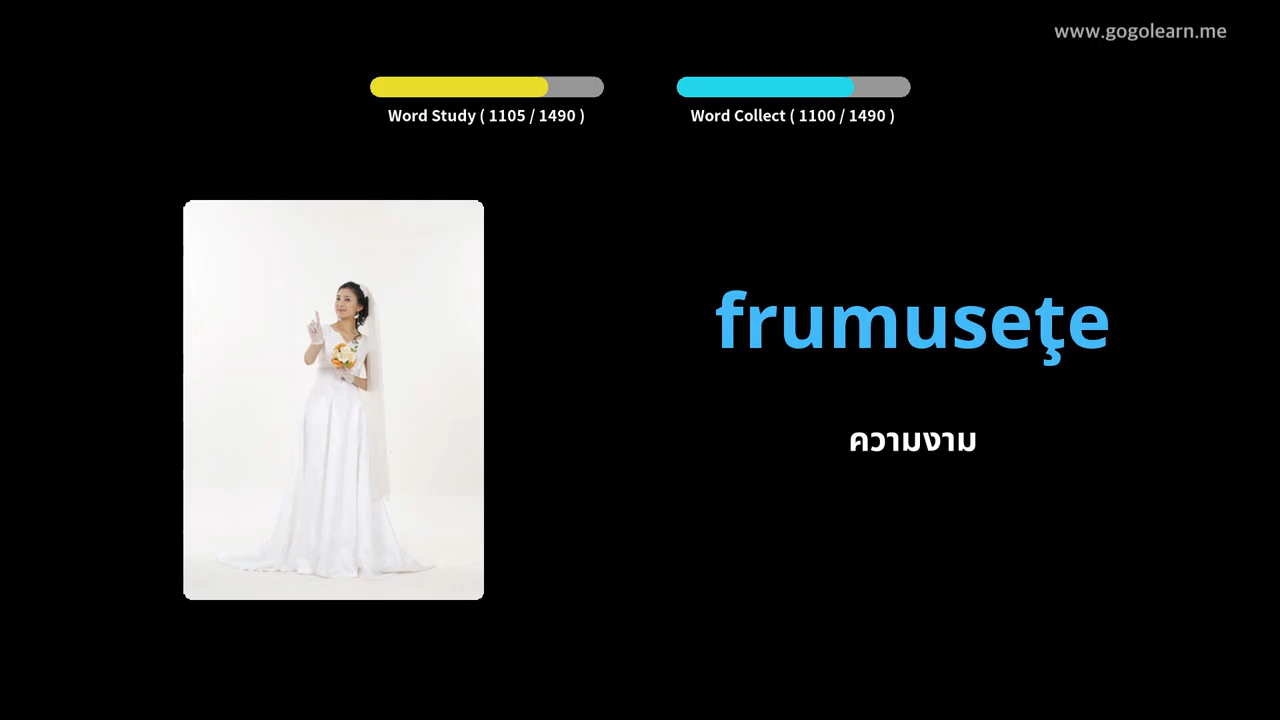 www.gogolearn.me
Word Study ( 1105 / 1490 )
Word Collect ( 1100 / 1490 )
frumuseţe
ความงาม